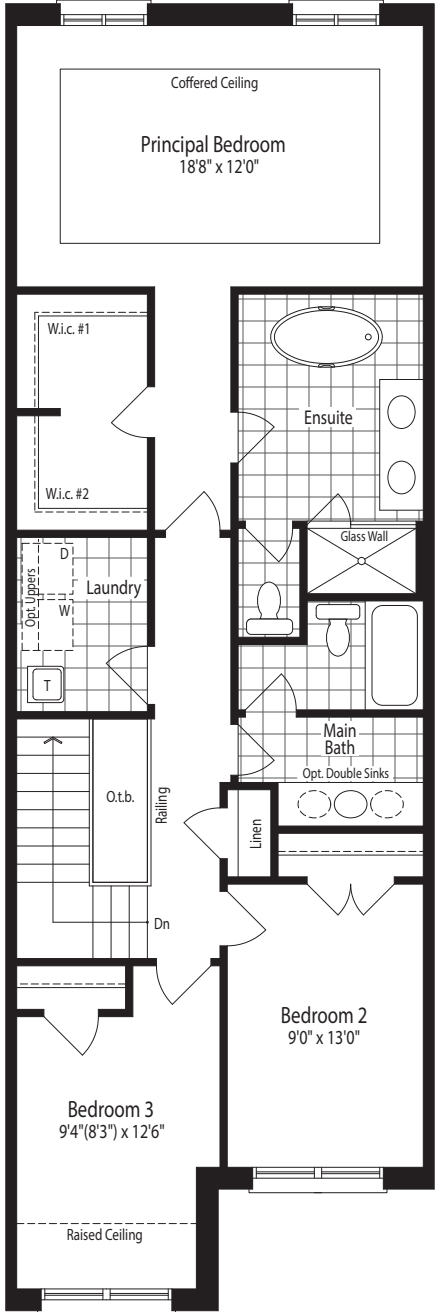 Coffered Ceiling
Principal Bedroom
18'8" x 12'0"
W.i.c. #1
Ensuite
W.i.c. #2
Glass Wall
D
Opt. Uppers
Laundry
W
T
Main
Bath
Opt. Double Sinks
O.t.b.
Railing
Linen
Dn
Bedroom 2
9'0" x 13'0"
Bedroom 3
9'4"(8'3") x 12'6"
Raised Ceiling